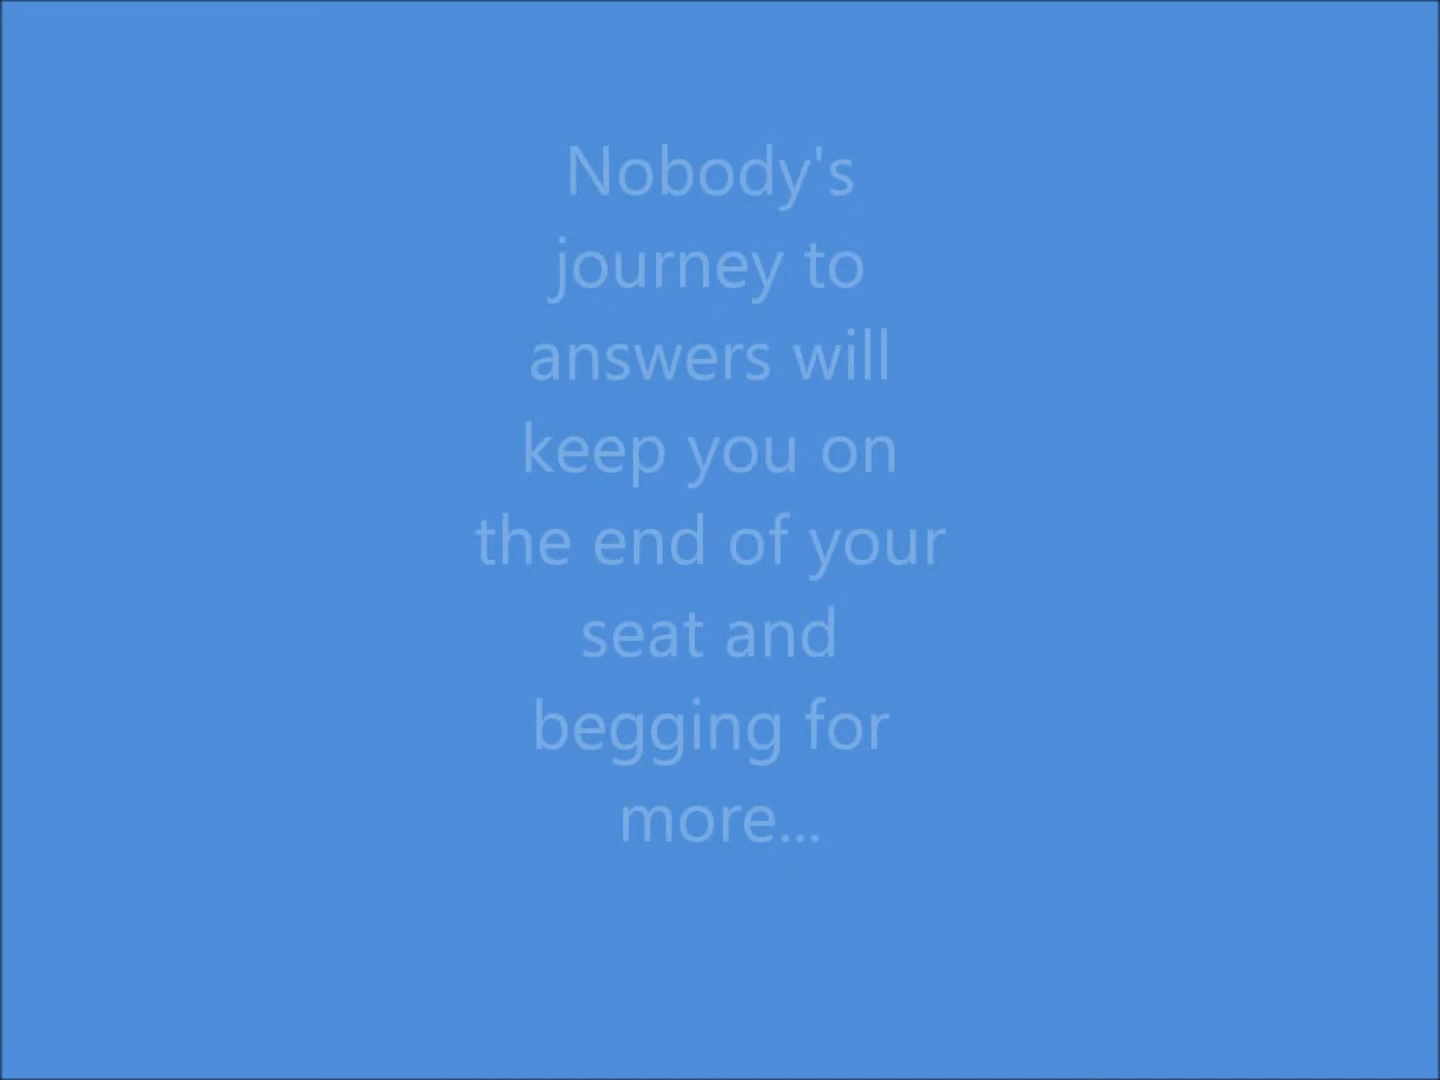 Nobody's
journey to
answers will
keep you on
the end of your
seat and
begging for
more...